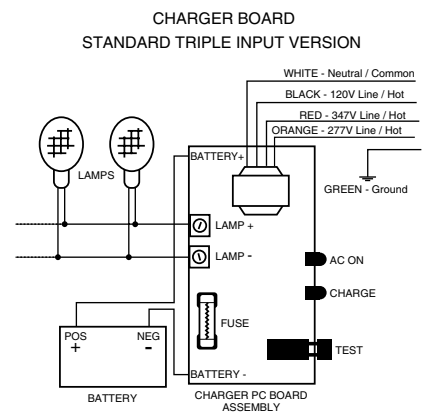 CHARGER BOARD
STANDARD TRIPLE INPUT VERSION
WHITE - Neutral / Common
BLACK - 120V Line / Hot
RED - 347V Line / Hot
ORANGE - 277V Line / Hot
BATTERY+
LAMPS
GREEN - Ground
LAMP +
LAMP -
AC ON
CHARGE
FUSE
POS
+
NEG
-
TEST
BATTERY -
BATTERY
CHARGER PC BOARD
ASSEMBLY